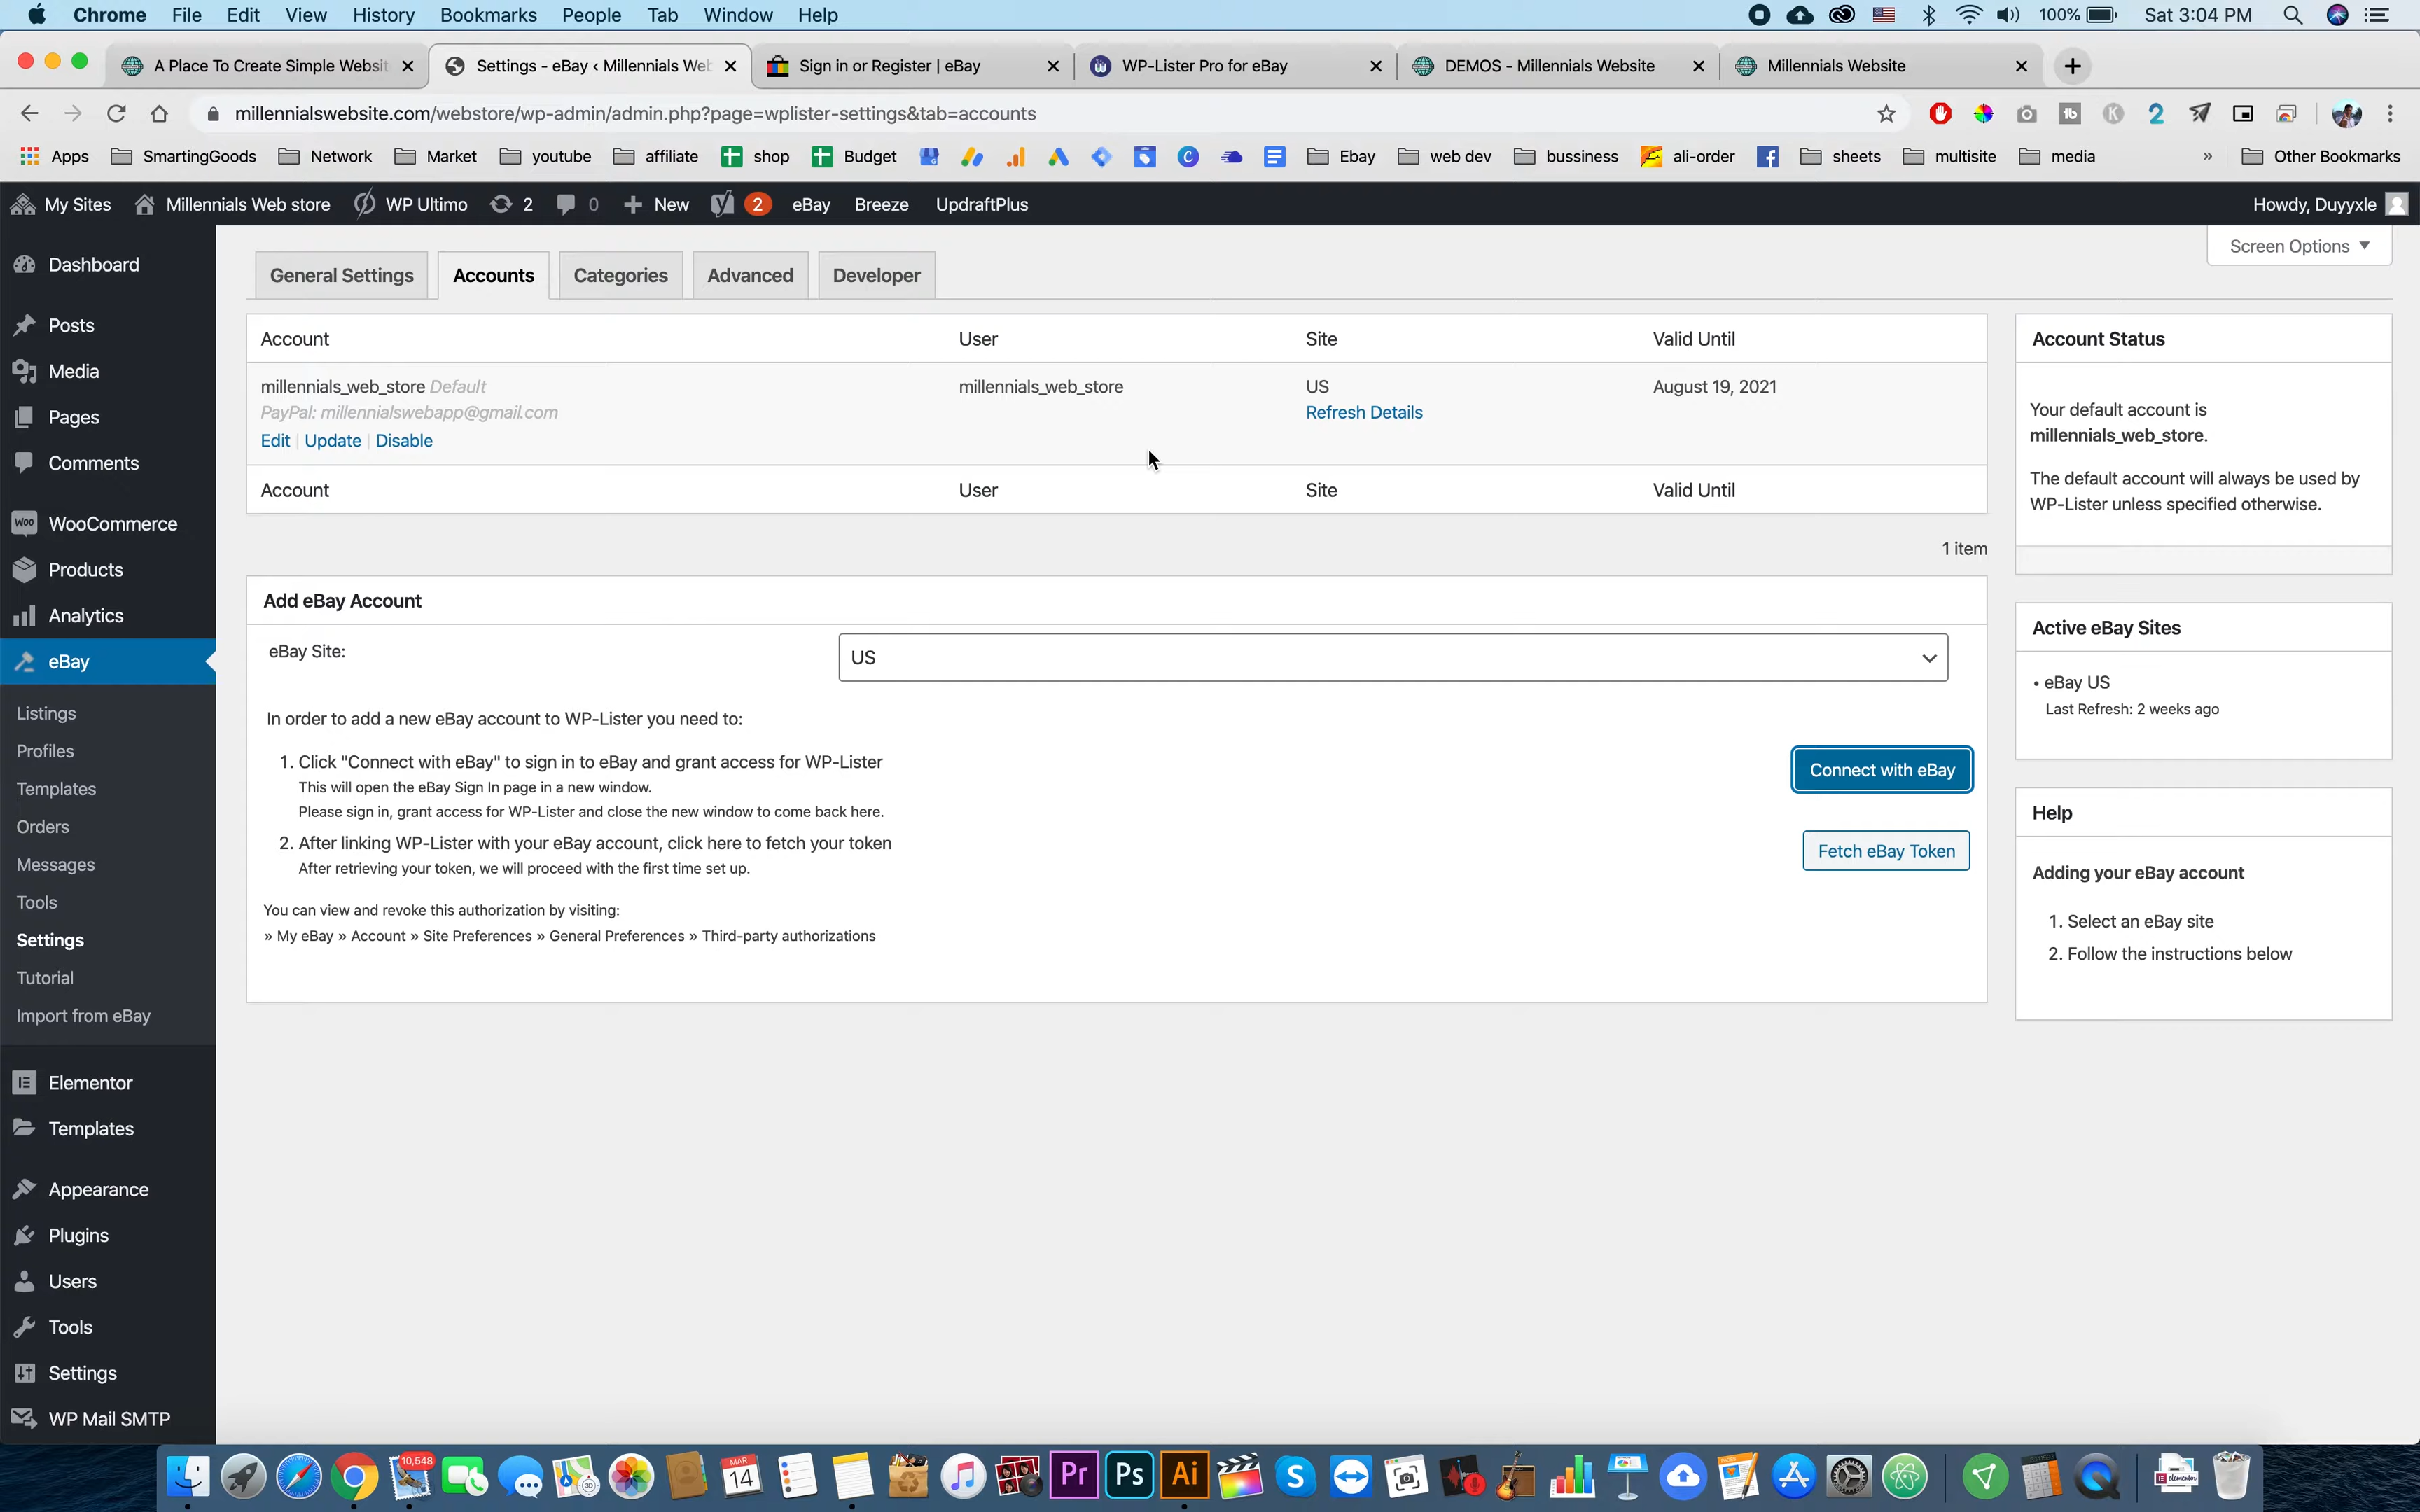 Chrome File Edit View History Bookmarks People Tab Window Help 100% Sat 3:04 PM
A Place To Create Simple Websit Settings - eBay ‹ Millennials Web Sign in or Register | eBay WP-Lister Pro for eBay DEMOS - Millennials Website Millennials Website
millennialswebsite.com/webstore/wp-admin/admin.php?page=wplister-settings&tab=accounts
Apps SmartingGoods Network Market youtube affiliate shop Budget Ebay web dev bussiness ali-order sheets multisite media » Other Bookmarks
My Sites Millennials Web store WP Ultimo 2 0 New 2 eBay Breeze UpdraftPlus Howdy, Duyyxle
Screen Options
General Settings Accounts Categories Advanced Developer
Dashboard
Posts
Media
Pages
Comments
WooCommerce
Products
Analytics
eBay
Listings
Profiles
Templates
Orders
Messages
Tools
Settings
Tutorial
Import from eBay
Elementor
Templates
Appearance
Plugins
Users
Tools
Settings
WP Mail SMTP
Account User Site Valid Until
millennials_web_store Default millennials_web_store US August 19, 2021
PayPal: millennialswebapp@gmail.com Refresh Details
Edit | Update | Disable
Account User Site Valid Until
1 item
Add eBay Account
eBay Site: US
In order to add a new eBay account to WP-Lister you need to:
1. Click "Connect with eBay" to sign in to eBay and grant access for WP-Lister
This will open the eBay Sign In page in a new window.
Please sign in, grant access for WP-Lister and close the new window to come back here.
Connect with eBay
2. After linking WP-Lister with your eBay account, click here to fetch your token
After retrieving your token, we will proceed with the first time set up.
Fetch eBay Token
You can view and revoke this authorization by visiting:
» My eBay » Account » Site Preferences » General Preferences » Third-party authorizations
Account Status
Your default account is
millennials_web_store.
The default account will always be used by
WP-Lister unless specified otherwise.
Active eBay Sites
• eBay US
Last Refresh: 2 weeks ago
Help
Adding your eBay account
1. Select an eBay site
2. Follow the instructions below
10,548
MAR
14
Pr Ps Ai